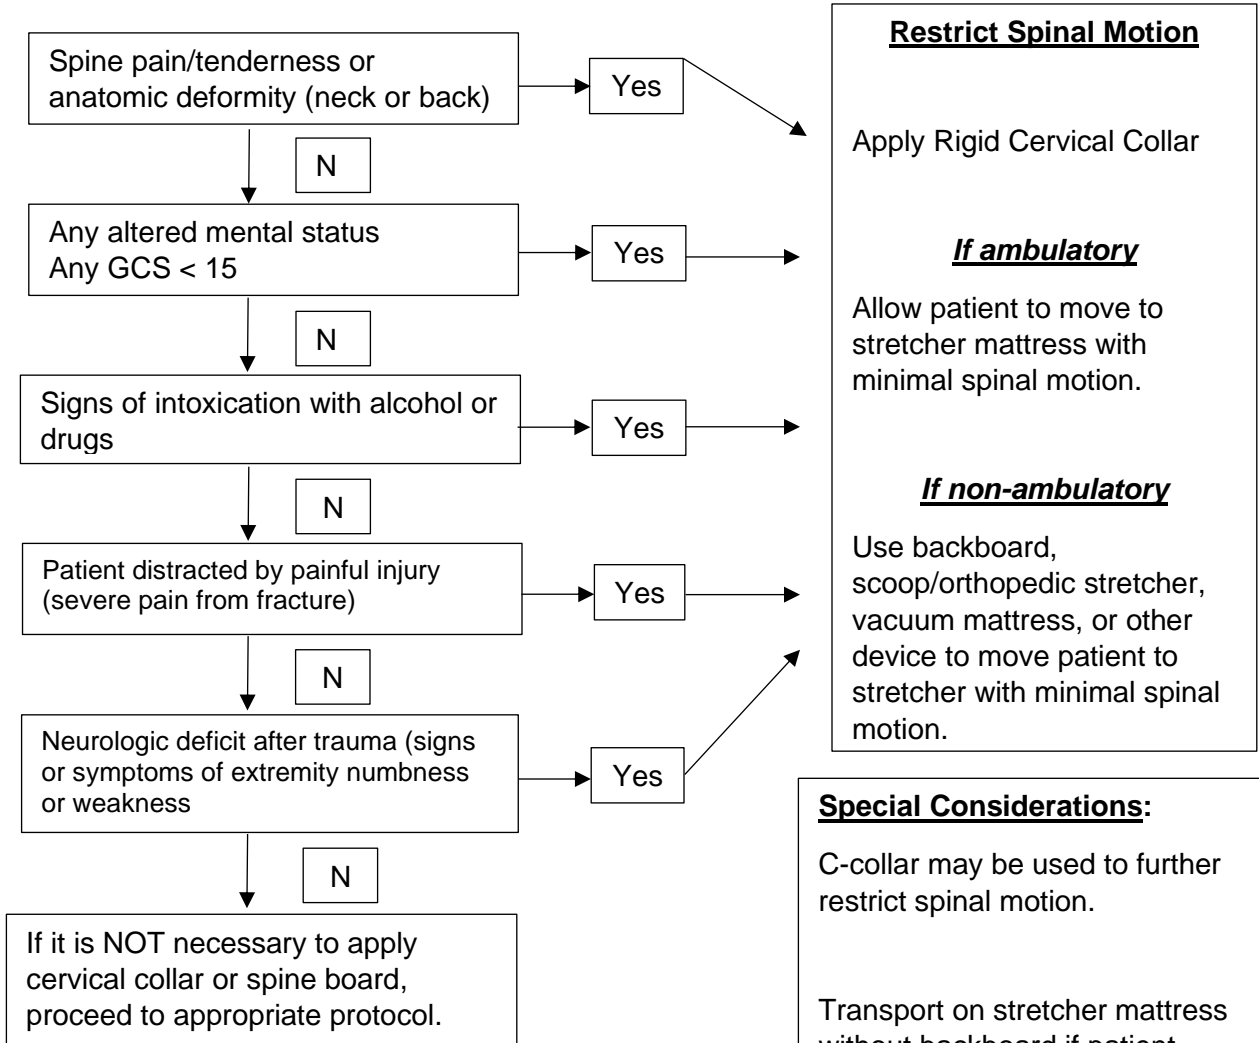 Spine pain/tenderness or
anatomic deformity (neck or back)
Yes
N
Any altered mental status
Any GCS < 15
Yes
N
Signs of intoxication with alcohol or
drugs
Yes
N
Patient distracted by painful injury
(severe pain from fracture)
Yes
N
Neurologic deficit after trauma (signs
or symptoms of extremity numbness
or weakness
Yes
N
If it is NOT necessary to apply
cervical collar or spine board,
proceed to appropriate protocol.
Restrict Spinal Motion
Apply Rigid Cervical Collar
If ambulatory
Allow patient to move to
stretcher mattress with
minimal spinal motion.
If non-ambulatory
Use backboard,
scoop/orthopedic stretcher,
vacuum mattress, or other
device to move patient to
stretcher with minimal spinal
motion.
Special Considerations:
C-collar may be used to further
restrict spinal motion.
Transport on stretcher mattress
without backboard if patient